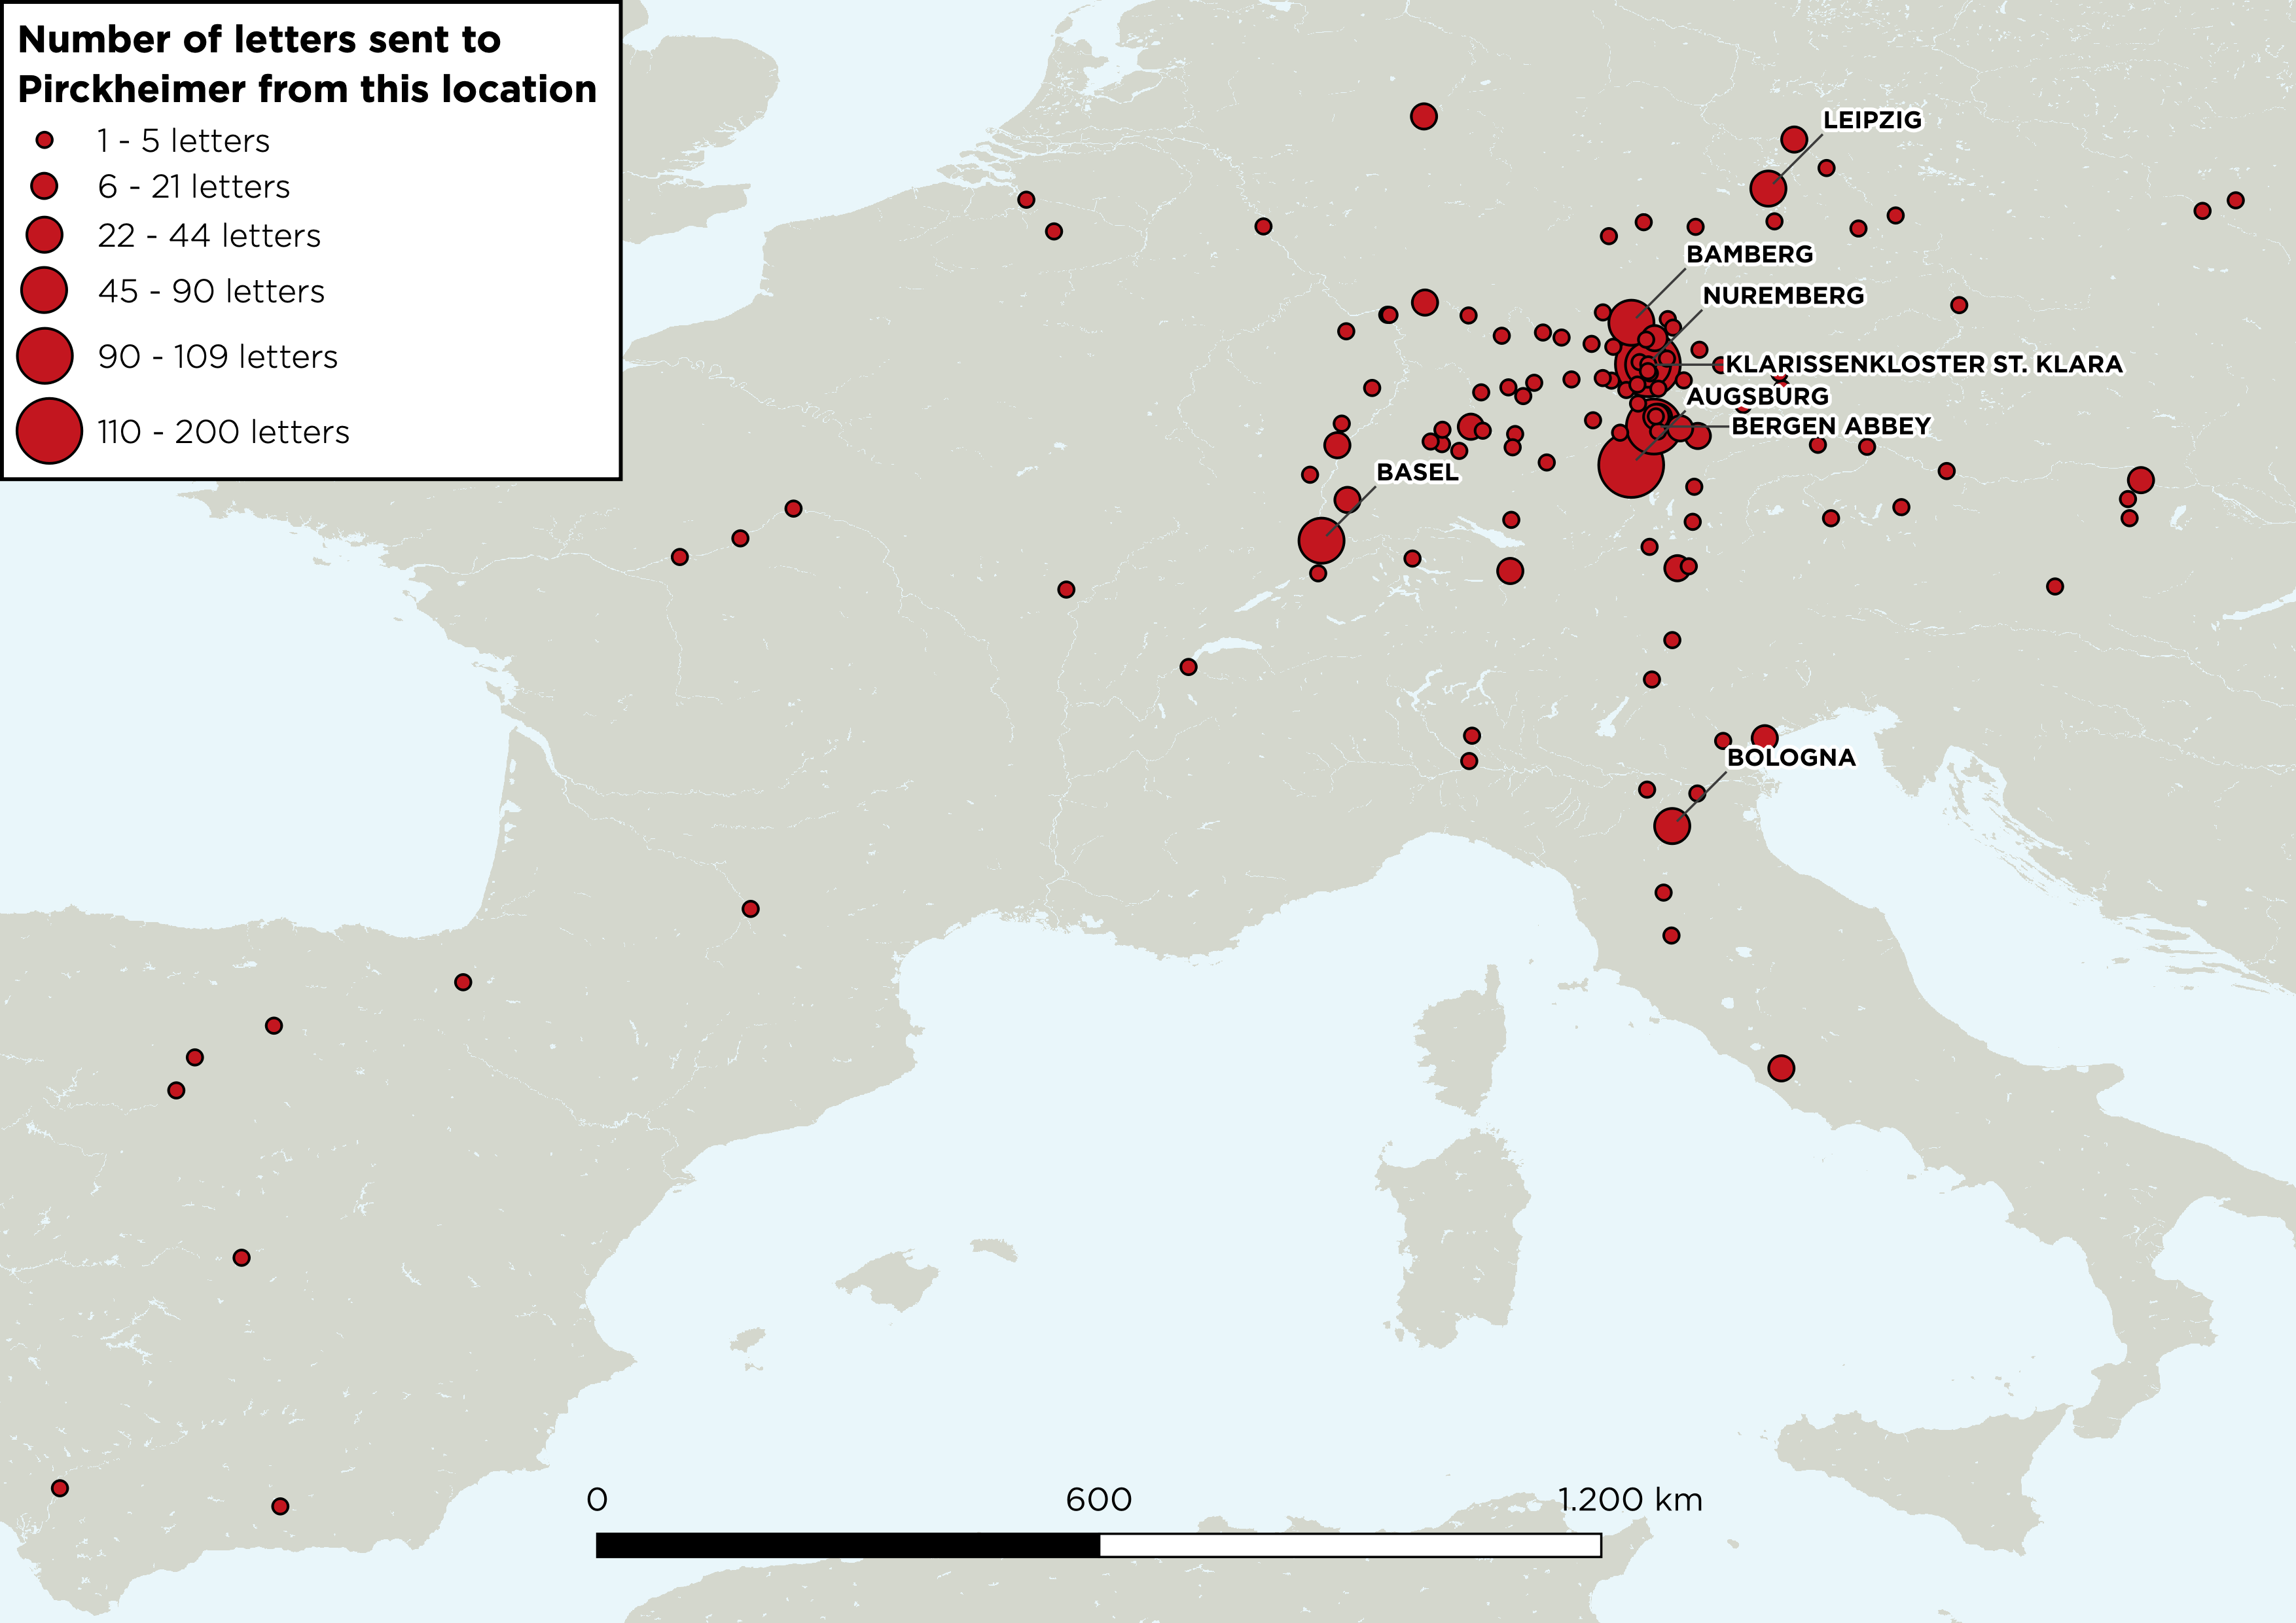 Number of letters sent to
Pirckheimer from this location
1 - 5 letters
6 - 21 letters
22 - 44 letters
45 - 90 letters
90 - 109 letters
110 - 200 letters
LEIPZIG
BAMBERG
NUREMBERG
KLARISSENKLOSTER ST. KLARA
AUGSBURG
BERGEN ABBEY
BASEL
BOLOGNA
0 600 1.200 km